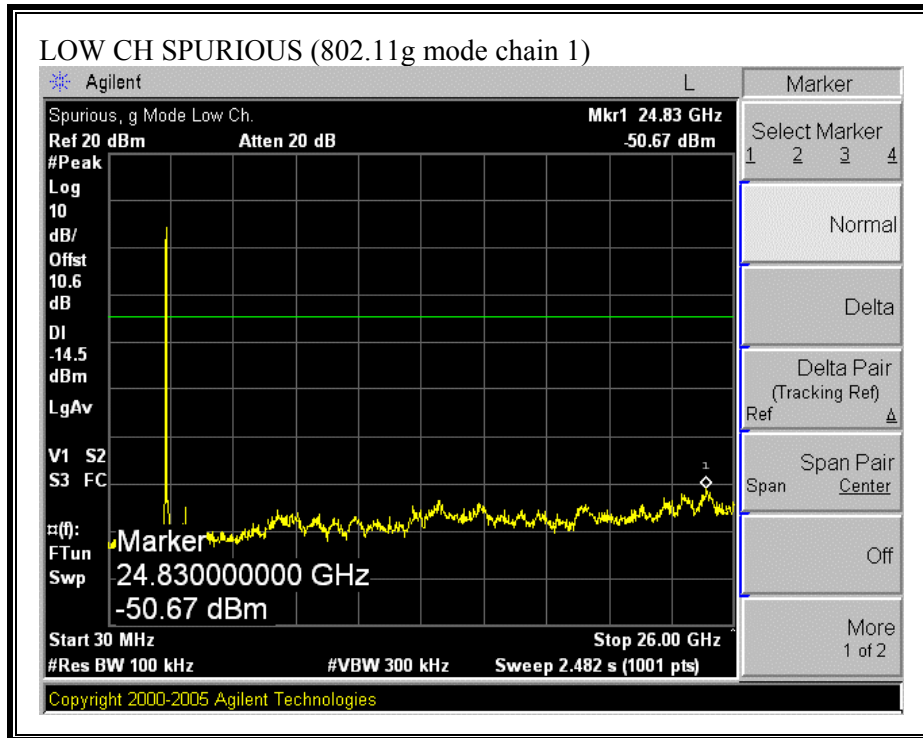 LOW CH SPURIOUS (802.11g mode chain 1)
Agilent L Marker
Spurious, g Mode Low Ch. Mkr1 24.83 GHz
Ref 20 dBm Atten 20 dB -50.67 dBm
#Peak
Log
10
dB/
Offst
10.6
dB
DI
-14.5
dBm
LgAv
V1 S2
S3 FC
¤(f):
FTun
Swp
1
Marker
24.830000000 GHz
-50.67 dBm
Start 30 MHz Stop 26.00 GHz
#Res BW 100 kHz #VBW 300 kHz Sweep 2.482 s (1001 pts)
Select Marker
1 2 3 4
Normal
Delta
Delta Pair
(Tracking Ref)
Ref Δ
Span Pair
Span Center
Off
More
1 of 2
Copyright 2000-2005 Agilent Technologies